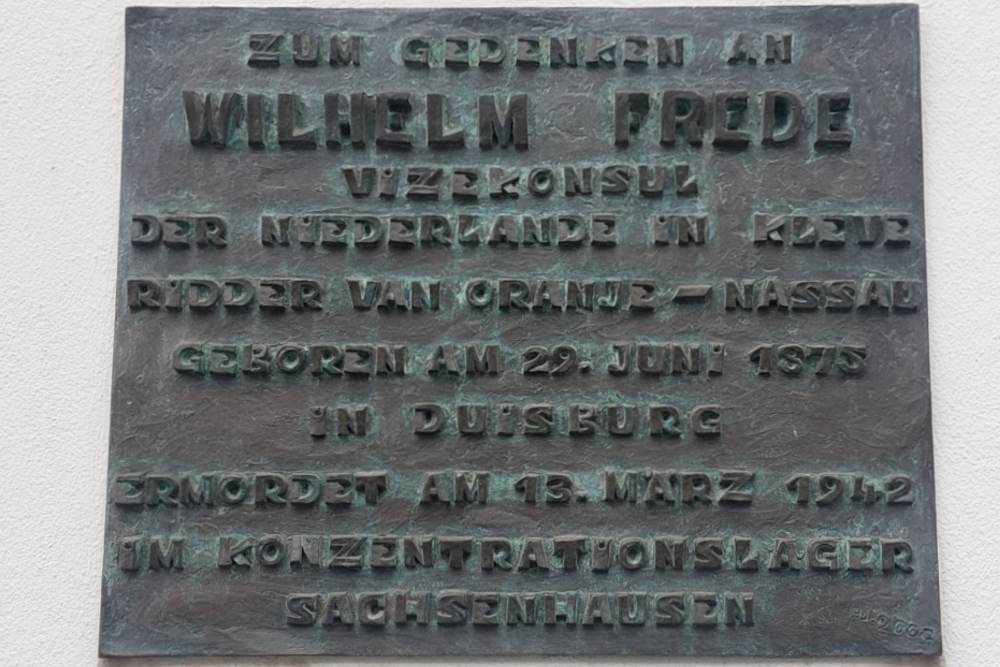 ZUM GEDENKEN AN
WILHELM FREDE
VIZEKONSUL
DER NIEDERLANDE IN KLEVE
RIDDER VAN ORANJE - NASSAU
GEBOREN AM 29. JUNI 1875
IN DUISBURG
ERMORDET AM 13. MÄRZ 1942
IM KONZENTRATIONSLAGER
SACHSENHAUSEN